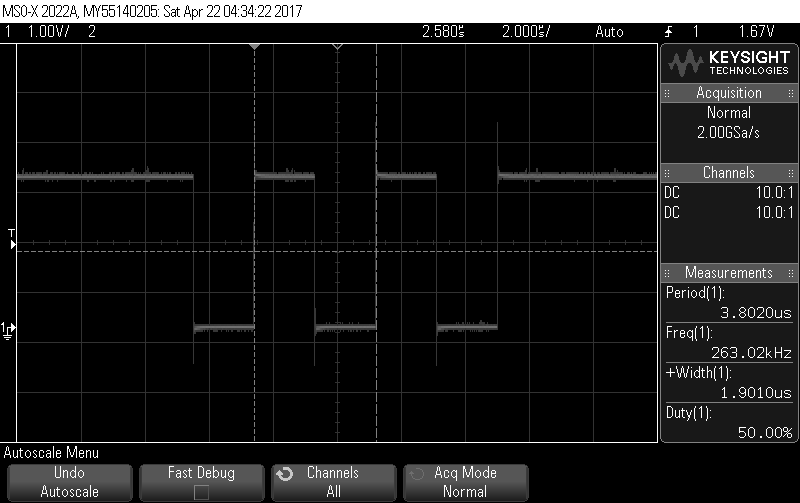 MSO-X 2022A, MY55140205: Sat Apr 22 04:34:22 2017
1 1.00V/ 2 2.580s 2.000s/ Auto 1 1.67V
KEYSIGHT
TECHNOLOGIES
Acquisition
Normal
2.00GSa/s
Channels
DC 10.0:1
DC 10.0:1
Measurements
Period(1):
3.8020us
Freq(1):
263.02kHz
+Width(1):
1.9010us
Duty(1):
50.00%
T
1
Autoscale Menu
Undo
Autoscale
Fast Debug
Channels
All
Acq Mode
Normal